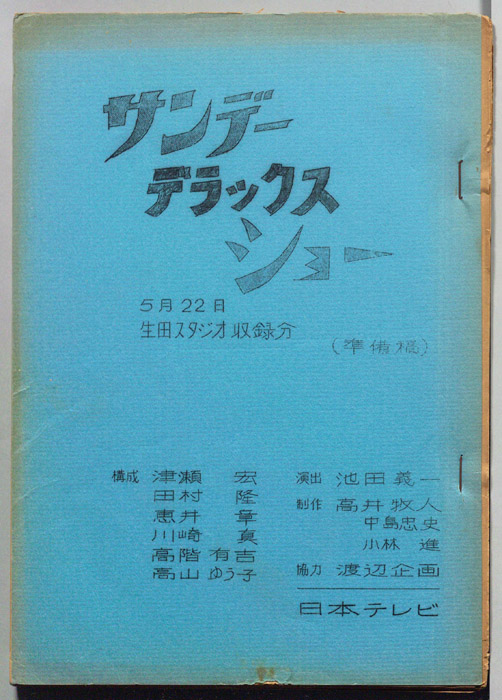 サンデー
デラックス
ショー
5月22日
生田スタジオ収録分
(準備稿)
構成 津瀬 宏
田村 隆
恵井 章
川崎 真
高階有吉
高山ゆう子
演出 池田義一
制作 高井牧人
中島忠史
小林 進
協力 渡辺企画
日本テレビ